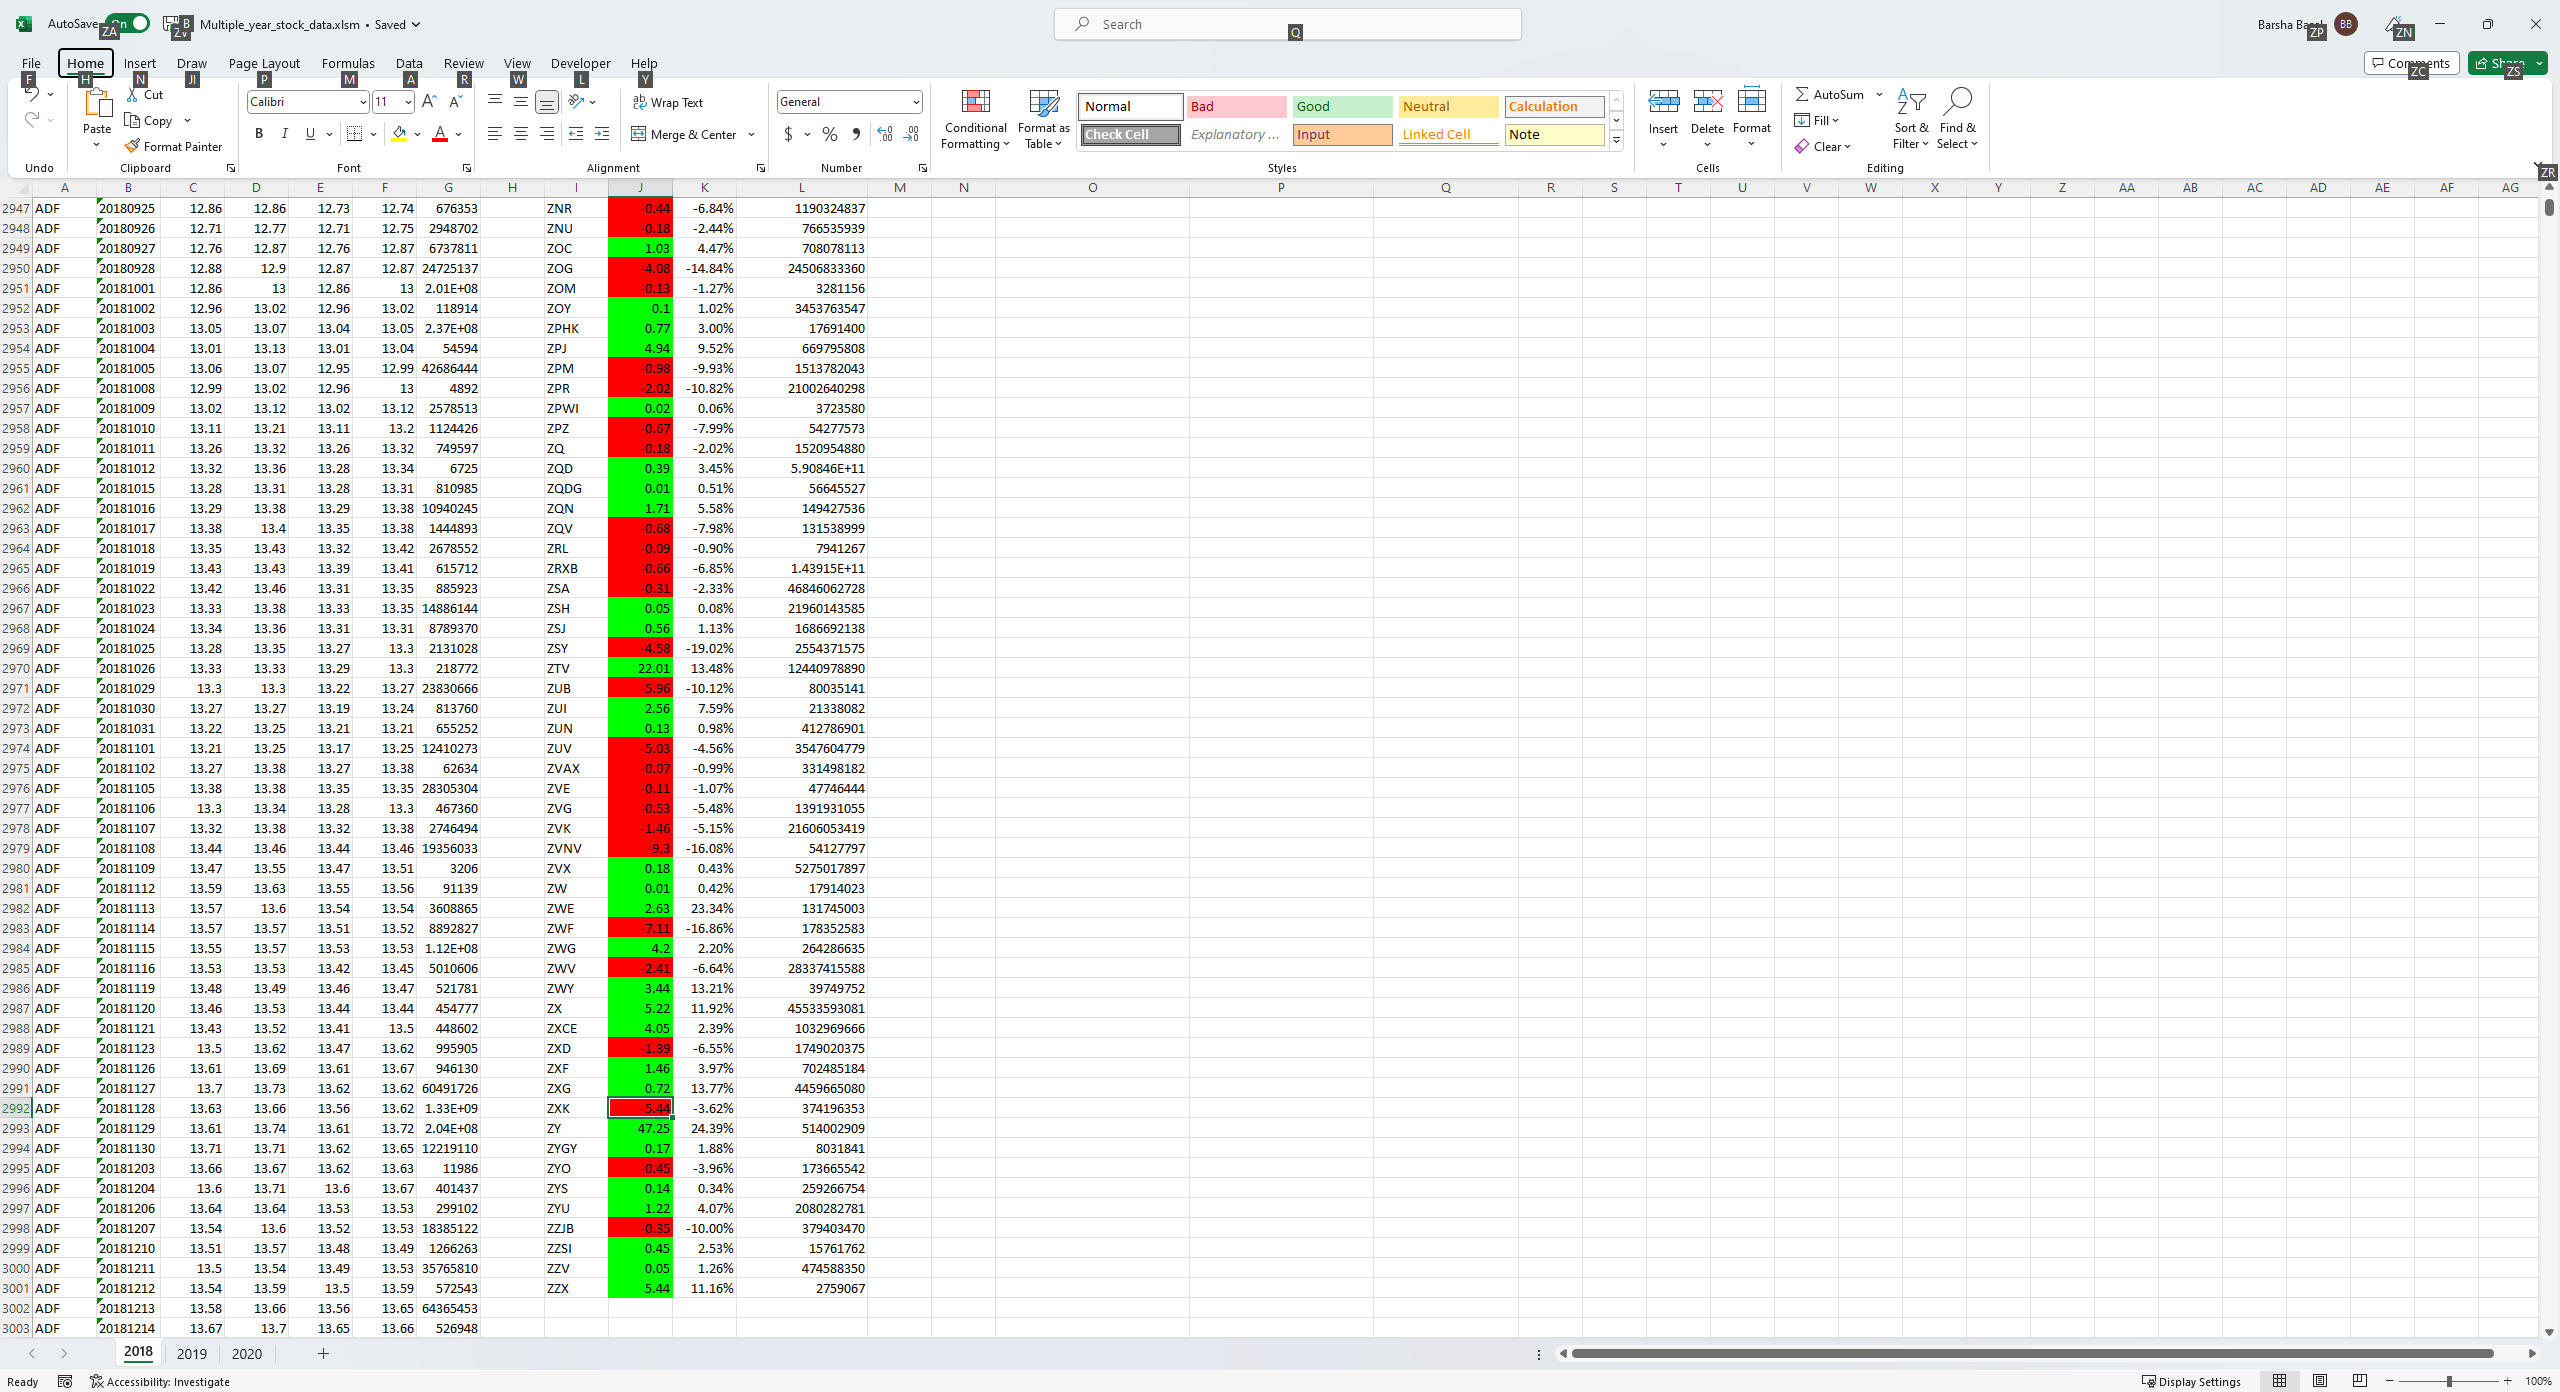 AutoSave On ZA B Z∨ Multiple_year_stock_data.xlsm • Saved Search Q Barsha ZP BB ZN
File Home Insert Draw Page Layout Formulas Data Review View Developer Help Comments Share
F H N JI P M A R W L Y ZC ZS
Cut Calibri 11 Wrap Text General Normal Bad Good Neutral Calculation AutoSum
Paste Copy B I U A Merge & Center $ % Conditional Formatting Format as Table Check Cell Explanatory ... Input Linked Cell Note Insert Delete Format Fill Sort & Filter Find & Select
Format Painter Clear
Undo Clipboard Font Alignment Number Styles Cells Editing ZR
A B C D E F G H I J K L M N O P Q R S T U V W X Y Z AA AB AC AD AE AF AG
2947 ADF 20180925 12.86 12.86 12.73 12.74 676353 ZNR -0.44 -6.84% 1190324837
2948 ADF 20180926 12.71 12.77 12.71 12.75 2948702 ZNU -0.18 -2.44% 766535939
2949 ADF 20180927 12.76 12.87 12.76 12.87 6737811 ZOC 1.03 4.47% 708078113
2950 ADF 20180928 12.88 12.9 12.87 12.87 24725137 ZOG -4.08 -14.84% 24506833360
2951 ADF 20181001 12.86 13 12.86 13 2.01E+08 ZOM -0.13 -1.27% 3281156
2952 ADF 20181002 12.96 13.02 12.96 13.02 118914 ZOY 0.1 1.02% 3453763547
2953 ADF 20181003 13.05 13.07 13.04 13.05 2.37E+08 ZPHK 0.77 3.00% 17691400
2954 ADF 20181004 13.01 13.13 13.01 13.04 54594 ZPJ 4.94 9.52% 669795808
2955 ADF 20181005 13.06 13.07 12.95 12.99 42686444 ZPM -0.98 -9.93% 1513782043
2956 ADF 20181008 12.99 13.02 12.96 13 4892 ZPR -2.02 -10.82% 21002640298
2957 ADF 20181009 13.02 13.12 13.02 13.12 2578513 ZPWI 0.02 0.06% 3723580
2958 ADF 20181010 13.11 13.21 13.11 13.2 1124426 ZPZ -0.67 -7.99% 54277573
2959 ADF 20181011 13.26 13.32 13.26 13.32 749597 ZQ -0.18 -2.02% 1520954880
2960 ADF 20181012 13.32 13.36 13.28 13.34 6725 ZQD 0.39 3.45% 5.90846E+11
2961 ADF 20181015 13.28 13.31 13.28 13.31 810985 ZQDG 0.01 0.51% 56645527
2962 ADF 20181016 13.29 13.38 13.29 13.38 10940245 ZQN 1.71 5.58% 149427536
2963 ADF 20181017 13.38 13.4 13.35 13.38 1444893 ZQV -0.68 -7.98% 131538999
2964 ADF 20181018 13.35 13.43 13.32 13.42 2678552 ZRL -0.09 -0.90% 7941267
2965 ADF 20181019 13.43 13.43 13.39 13.41 615712 ZRXB -0.66 -6.85% 1.43915E+11
2966 ADF 20181022 13.42 13.46 13.31 13.35 885923 ZSA -0.31 -2.33% 46846062728
2967 ADF 20181023 13.33 13.38 13.33 13.35 14886144 ZSH 0.05 0.08% 21960143585
2968 ADF 20181024 13.34 13.36 13.31 13.31 8789370 ZSJ 0.56 1.13% 1686692138
2969 ADF 20181025 13.28 13.35 13.27 13.3 2131028 ZSY -4.58 -19.02% 2554371575
2970 ADF 20181026 13.33 13.33 13.29 13.3 218772 ZTV 22.01 13.48% 12440978890
2971 ADF 20181029 13.3 13.3 13.22 13.27 23830666 ZUB -5.96 -10.12% 80035141
2972 ADF 20181030 13.27 13.27 13.19 13.24 813760 ZUI 2.56 7.59% 21338082
2973 ADF 20181031 13.22 13.25 13.21 13.21 655252 ZUN 0.13 0.98% 412786901
2974 ADF 20181101 13.21 13.25 13.17 13.25 12410273 ZUV -5.03 -4.56% 3547604779
2975 ADF 20181102 13.27 13.38 13.27 13.38 62634 ZVAX -0.07 -0.99% 331498182
2976 ADF 20181105 13.38 13.38 13.35 13.35 28305304 ZVE -0.11 -1.07% 47746444
2977 ADF 20181106 13.3 13.34 13.28 13.3 467360 ZVG -0.53 -5.48% 1391931055
2978 ADF 20181107 13.32 13.38 13.32 13.38 2746494 ZVK -1.46 -5.15% 21606053419
2979 ADF 20181108 13.44 13.46 13.44 13.46 19356033 ZVNV -9.3 -16.08% 54127797
2980 ADF 20181109 13.47 13.55 13.47 13.51 3206 ZVX 0.18 0.43% 5275017897
2981 ADF 20181112 13.59 13.63 13.55 13.56 91139 ZW 0.01 0.42% 17914023
2982 ADF 20181113 13.57 13.6 13.54 13.54 3608865 ZWE 2.63 23.34% 131745003
2983 ADF 20181114 13.57 13.57 13.51 13.52 8892827 ZWF -7.11 -16.86% 178352583
2984 ADF 20181115 13.55 13.57 13.53 13.53 1.12E+08 ZWG 4.2 2.20% 264286635
2985 ADF 20181116 13.53 13.53 13.42 13.45 5010606 ZWV -2.41 -6.64% 28337415588
2986 ADF 20181119 13.48 13.49 13.46 13.47 521781 ZWY 3.44 13.21% 39749752
2987 ADF 20181120 13.46 13.53 13.44 13.44 454777 ZX 5.22 11.92% 45533593081
2988 ADF 20181121 13.43 13.52 13.41 13.5 448602 ZXCE 4.05 2.39% 1032969666
2989 ADF 20181123 13.5 13.62 13.47 13.62 995905 ZXD -1.39 -6.55% 1749020375
2990 ADF 20181126 13.61 13.69 13.61 13.67 946130 ZXF 1.46 3.97% 702485184
2991 ADF 20181127 13.7 13.73 13.62 13.62 60491726 ZXG 0.72 13.77% 4459665080
2992 ADF 20181128 13.63 13.66 13.56 13.62 1.33E+09 ZXK -5.44 -3.62% 374196353
2993 ADF 20181129 13.61 13.74 13.61 13.72 2.04E+08 ZY 47.25 24.39% 514002909
2994 ADF 20181130 13.71 13.71 13.62 13.65 12219110 ZYGY 0.17 1.88% 8031841
2995 ADF 20181203 13.66 13.67 13.62 13.63 11986 ZYO -0.45 -3.96% 173665542
2996 ADF 20181204 13.6 13.71 13.6 13.67 401437 ZYS 0.14 0.34% 259266754
2997 ADF 20181206 13.64 13.64 13.53 13.53 299102 ZYU 1.22 4.07% 2080282781
2998 ADF 20181207 13.54 13.6 13.52 13.53 18385122 ZZJB -0.35 -10.00% 379403470
2999 ADF 20181210 13.51 13.57 13.48 13.49 1266263 ZZSI 0.45 2.53% 15761762
3000 ADF 20181211 13.5 13.54 13.49 13.53 35765810 ZZV 0.05 1.26% 474588350
3001 ADF 20181212 13.54 13.59 13.5 13.59 572543 ZZX 5.44 11.16% 2759067
3002 ADF 20181213 13.58 13.66 13.56 13.65 64365453
3003 ADF 20181214 13.67 13.7 13.65 13.66 526948
2018 2019 2020
Ready Accessibility: Investigate Display Settings 100%